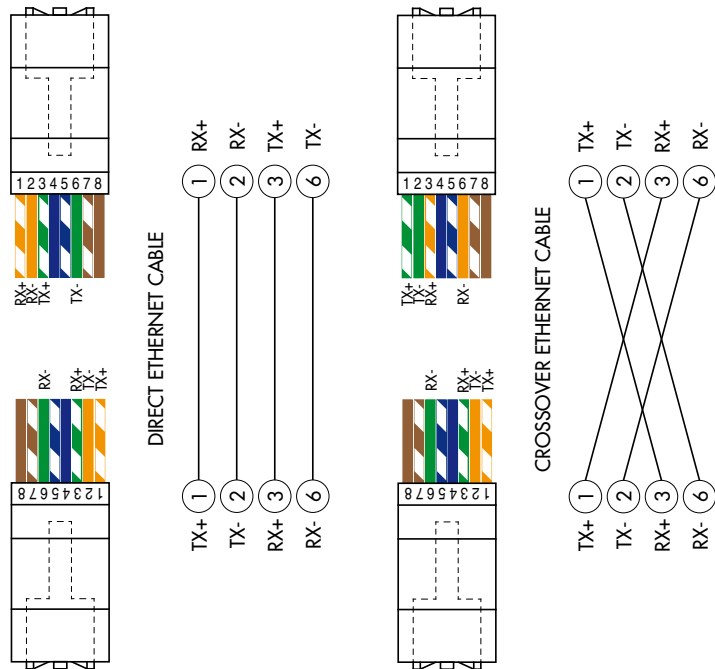 1 2 3 4 5 6 7 8
RX+ RX- TX+ TX-
RX- RX+ TX- TX+
8 7 6 5 4 3 2 1
DIRECT ETHERNET CABLE
RX+ RX- TX+ TX-
1 2 3 6
1 2 3 6
TX+ TX- RX+ RX-
1 2 3 4 5 6 7 8
TX+ TX- RX+ RX-
RX- RX+ TX- TX+
8 7 6 5 4 3 2 1
CROSSOVER ETHERNET CABLE
TX+ TX- RX+ RX-
1 2 3 6
1 2 3 6
TX+ TX- RX+ RX-